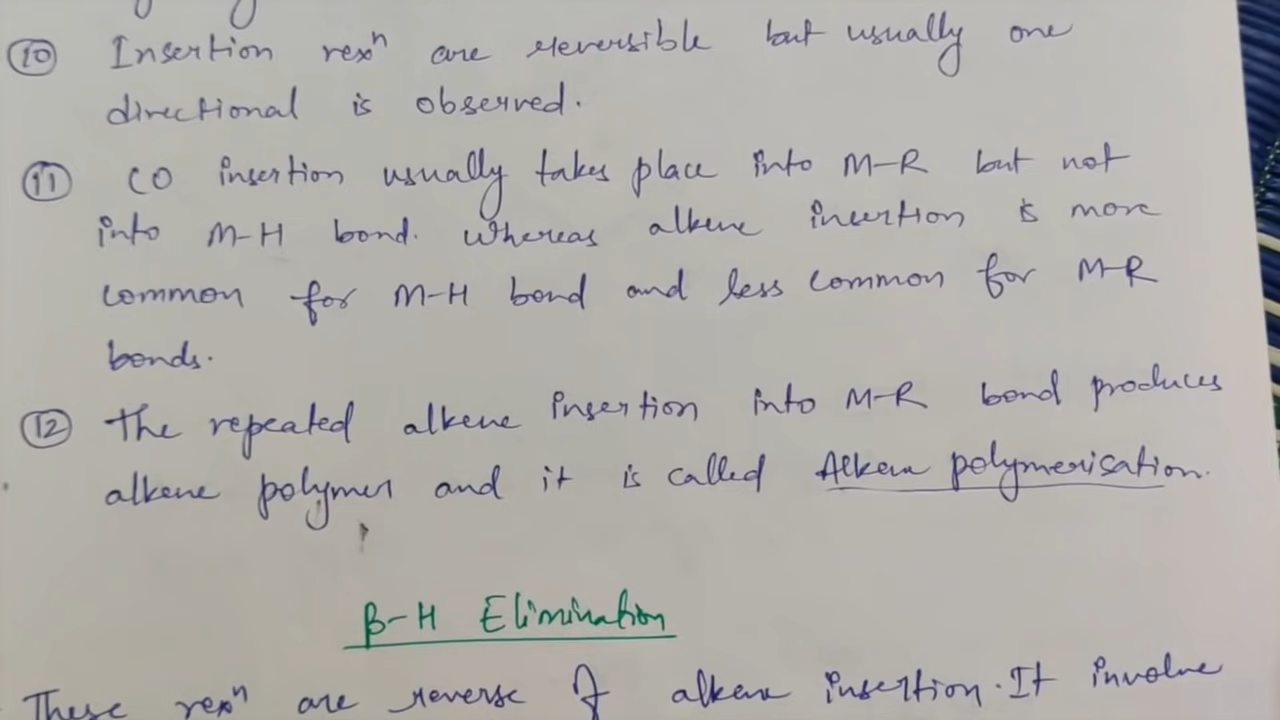 ⑩ Insertion rexⁿ are reversible but usually one
directional is observed.
⑪ CO insertion usually takes place into M-R but not
into M-H bond. Whereas alkene insertion is more
common for M-H bond and less common for M-R
bonds.
⑫ The repeated alkene insertion into M-R bond produces
alkene polymer and it is called Alkene polymerisation.
β-H Elimination
These rexⁿ are reverse of alkene insertion. It involve